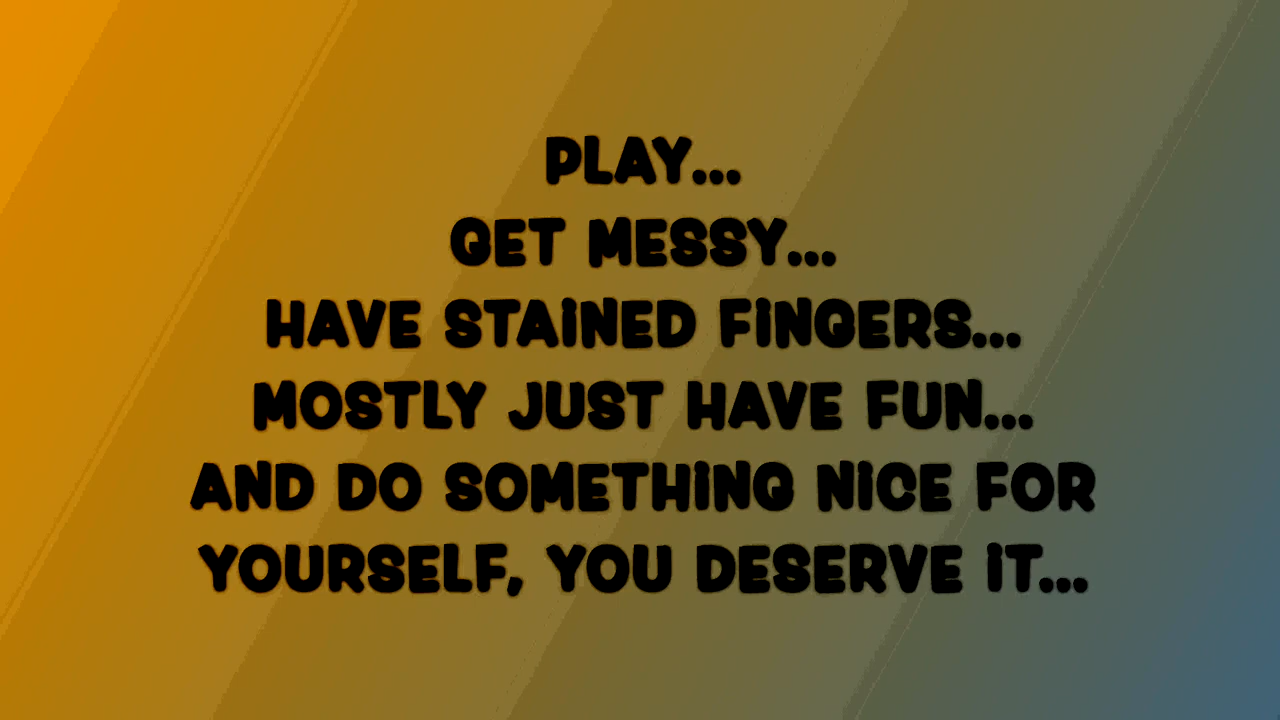 PLAY...
GET MESSY...
HAVE STAiNED FiNGERS...
MOSTLY JUST HAVE FUN...
AND DO SOMETHiNG NiCE FOR
YOURSELF, YOU DESERVE iT...